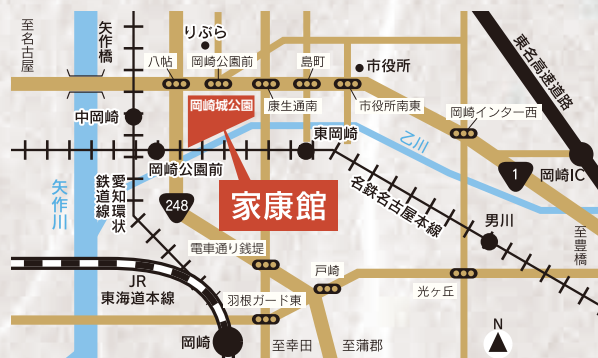 至名古屋
矢作橋
りぶら
八帖
岡崎公園前
島町
市役所
東名高速道路
岡崎城公園
康生通南
市役所南東
岡崎インター西
中岡崎
東岡崎
乙川
岡崎公園前
1
岡崎IC
矢作川
愛知環状
鉄道線
248
家康館
名鉄名古屋本線
男川
至豊橋
電車通り銭堤
戸崎
光ヶ丘
JR
東海道本線
羽根ガード東
岡崎
至幸田
至蒲郡
N